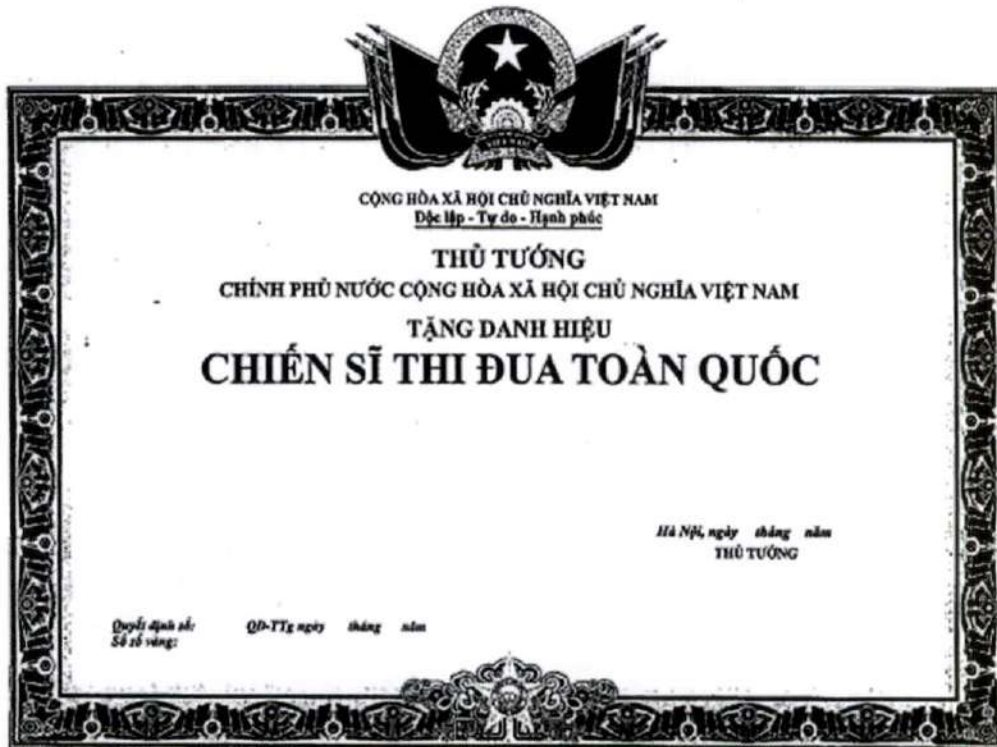 VIỆT NAM
CỘNG HÒA XÃ HỘI CHỦ NGHĨA VIỆT NAM
Độc lập - Tự do - Hạnh phúc
THỦ TƯỚNG
CHÍNH PHỦ NƯỚC CỘNG HÒA XÃ HỘI CHỦ NGHĨA VIỆT NAM
TẶNG DANH HIỆU
CHIẾN SĨ THI ĐUA TOÀN QUỐC
Hà Nội, ngày tháng năm
THỦ TƯỚNG
Quyết định số: QĐ-TTg ngày tháng năm
Số sổ vàng: